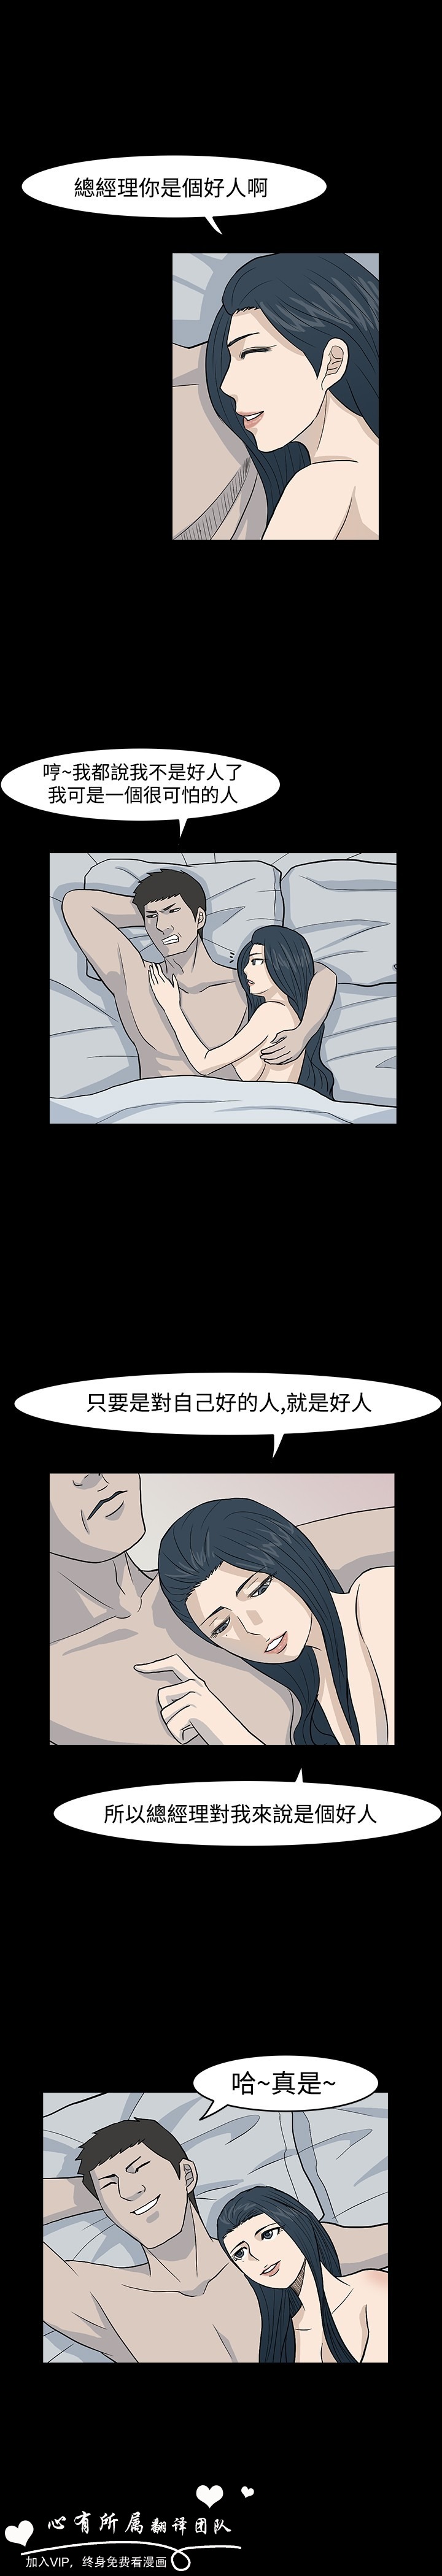 總經理你是個好人啊
哼~我都說我不是好人了
我可是一個很可怕的人
只要是對自己好的人,就是好人
所以總經理對我來說是個好人
哈~真是~
心有所属翻译团队
加入VIP，终身免费看漫画